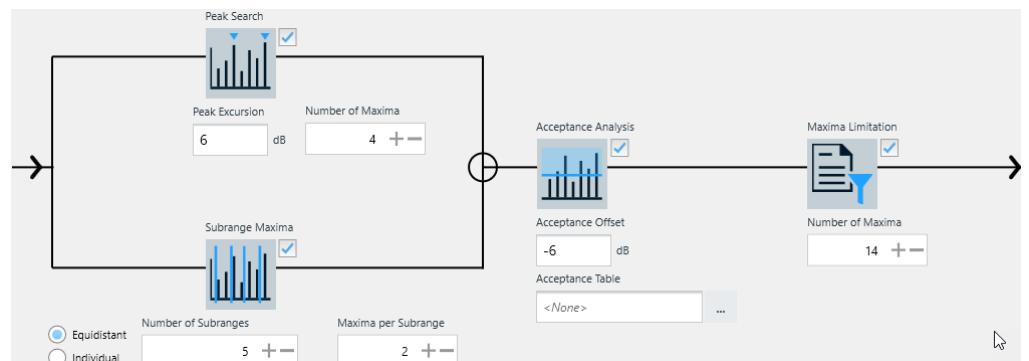 Peak Search
Peak Excursion
Number of Maxima
6 dB
4
Acceptance Analysis
Maxima Limitation
Subrange Maxima
Acceptance Offset
Number of Maxima
-6 dB
14
Acceptance Table
<None> ...
Equidistant
Individual
Number of Subranges
Maxima per Subrange
5
2